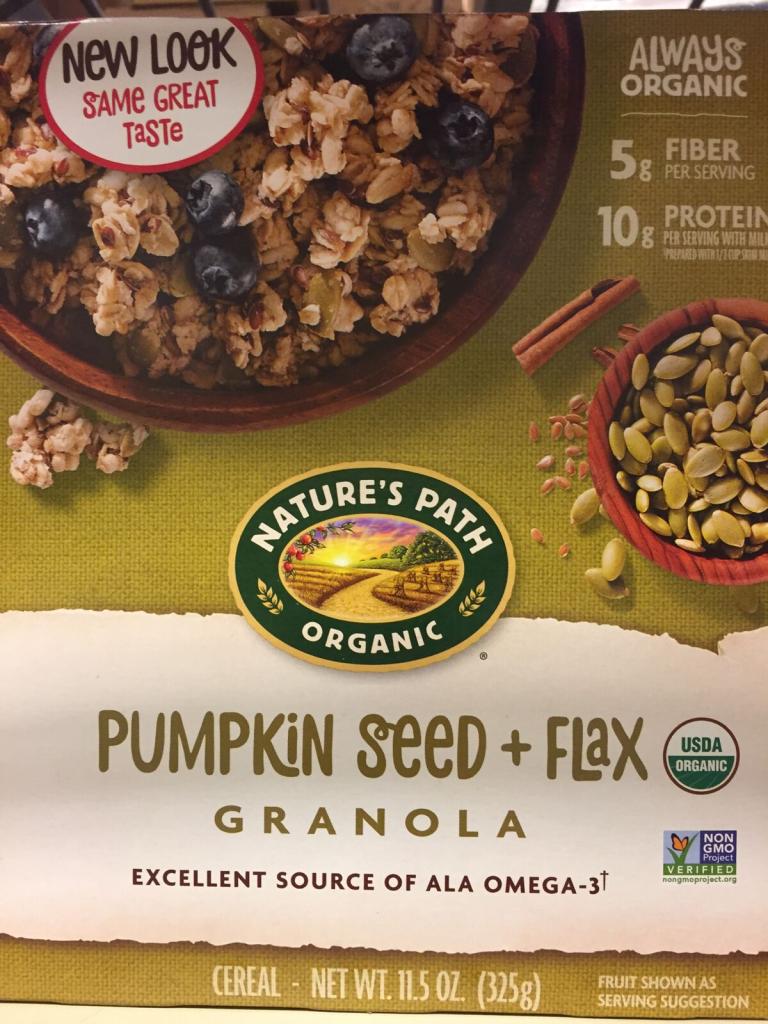 NEW LOOK
SAME GREAT
TaSTe
ALWAYS
ORGANIC
5g FIBER
PER SERVING
10g PROTEIN
PER SERVING WITH MILK
NATURE'S PATH
ORGANIC
®
PUMPKiN SeeD + FLaX
GRANOLA
USDA
ORGANIC
EXCELLENT SOURCE OF ALA OMEGA-3†
NON
GMO
Project
VERIFIED
nongmoproject.org
CEREAL - NET WT. 11.5 OZ. (325g)
FRUIT SHOWN AS
SERVING SUGGESTION